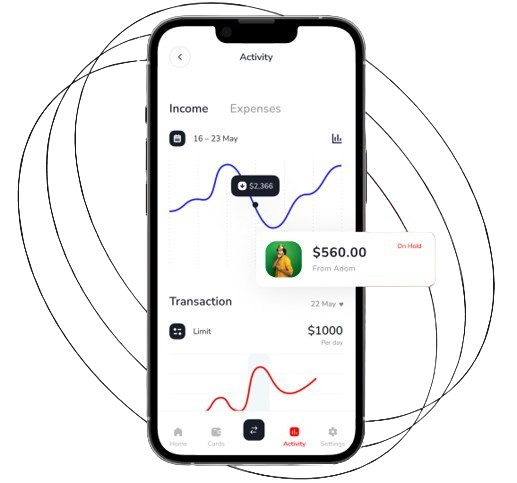 Activity
Income Expenses
16 – 23 May
$2,366
$560.00 On Hold
From Adom
Transaction 22 May
Limit $1000
Per day
Home Cards Activity Settings